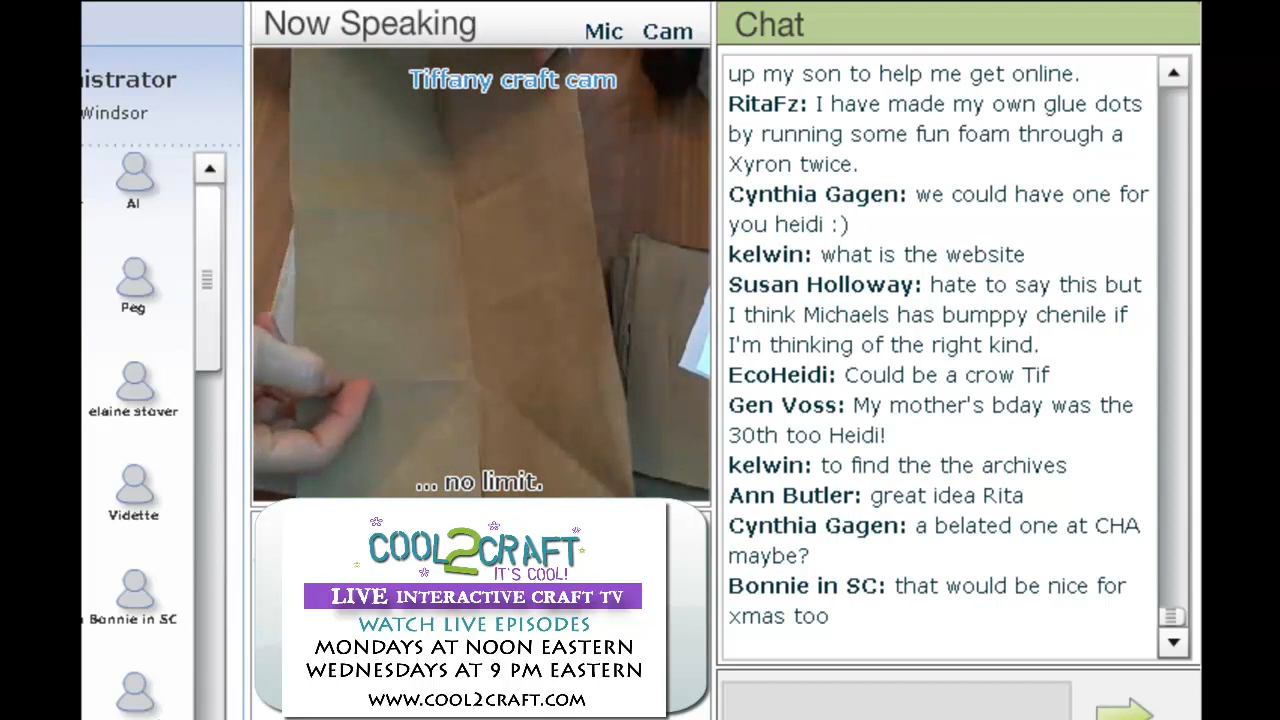 nistrator
Windsor
Al
Peg
elaine stover
Vidette
Bonnie in SC
Now Speaking
Mic Cam
Tiffany craft cam
... no limit.
COOL2CRAFT
IT'S COOL!
LIVE INTERACTIVE CRAFT TV
WATCH LIVE EPISODES
MONDAYS AT NOON EASTERN
WEDNESDAYS AT 9 PM EASTERN
WWW.COOL2CRAFT.COM
Chat
up my son to help me get online.
RitaFz: I have made my own glue dots
by running some fun foam through a
Xyron twice.
Cynthia Gagen: we could have one for
you heidi :)
kelwin: what is the website
Susan Holloway: hate to say this but
I think Michaels has bumppy chenile if
I'm thinking of the right kind.
EcoHeidi: Could be a crow Tif
Gen Voss: My mother's bday was the
30th too Heidi!
kelwin: to find the the archives
Ann Butler: great idea Rita
Cynthia Gagen: a belated one at CHA
maybe?
Bonnie in SC: that would be nice for
xmas too